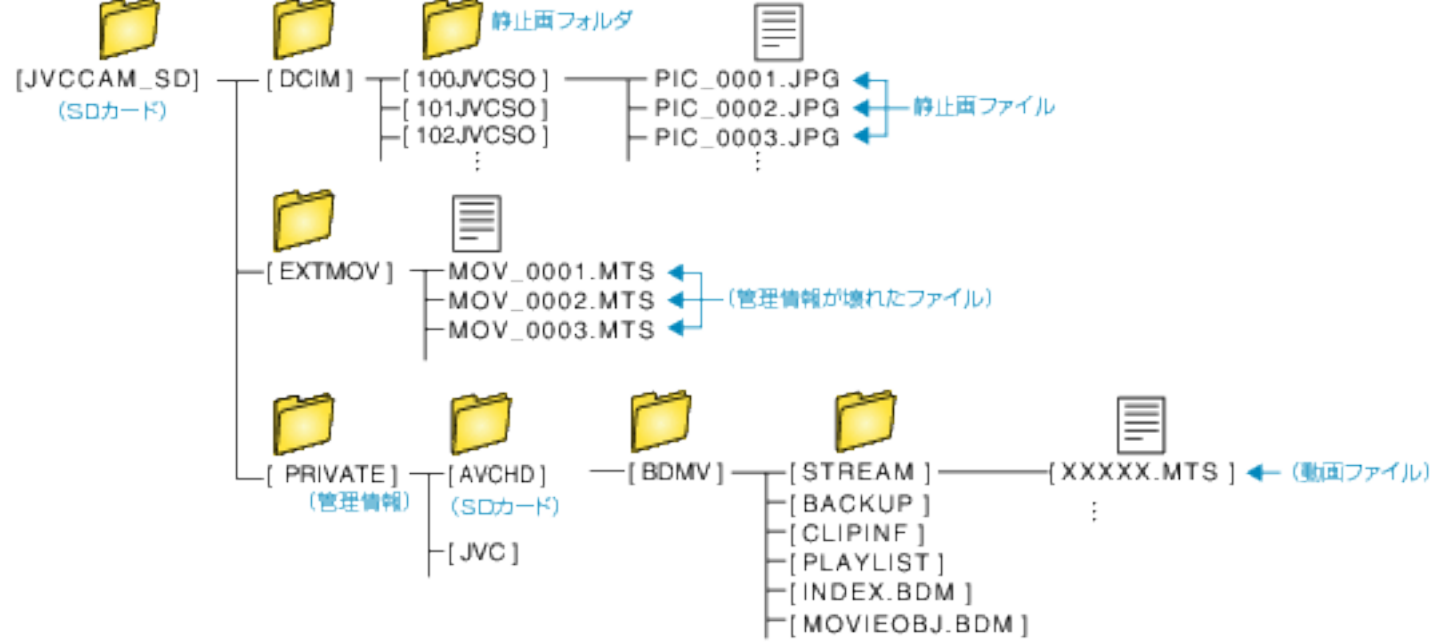 静止画フォルダ
[JVCCAM_SD] [DCIM] [100JVCSO] PIC_0001.JPG
(SDカード) [101JVCSO] PIC_0002.JPG 静止画ファイル
[102JVCSO] PIC_0003.JPG
[EXTMOV] MOV_0001.MTS
MOV_0002.MTS (管理情報が壊れたファイル)
MOV_0003.MTS
[PRIVATE] [AVCHD] [BDMV] [STREAM] [XXXXX.MTS] (動画ファイル)
(管理情報) (SDカード) [BACKUP]
[CLIPINF]
[JVC] [PLAYLIST]
[INDEX.BDM]
[MOVIEOBJ.BDM]